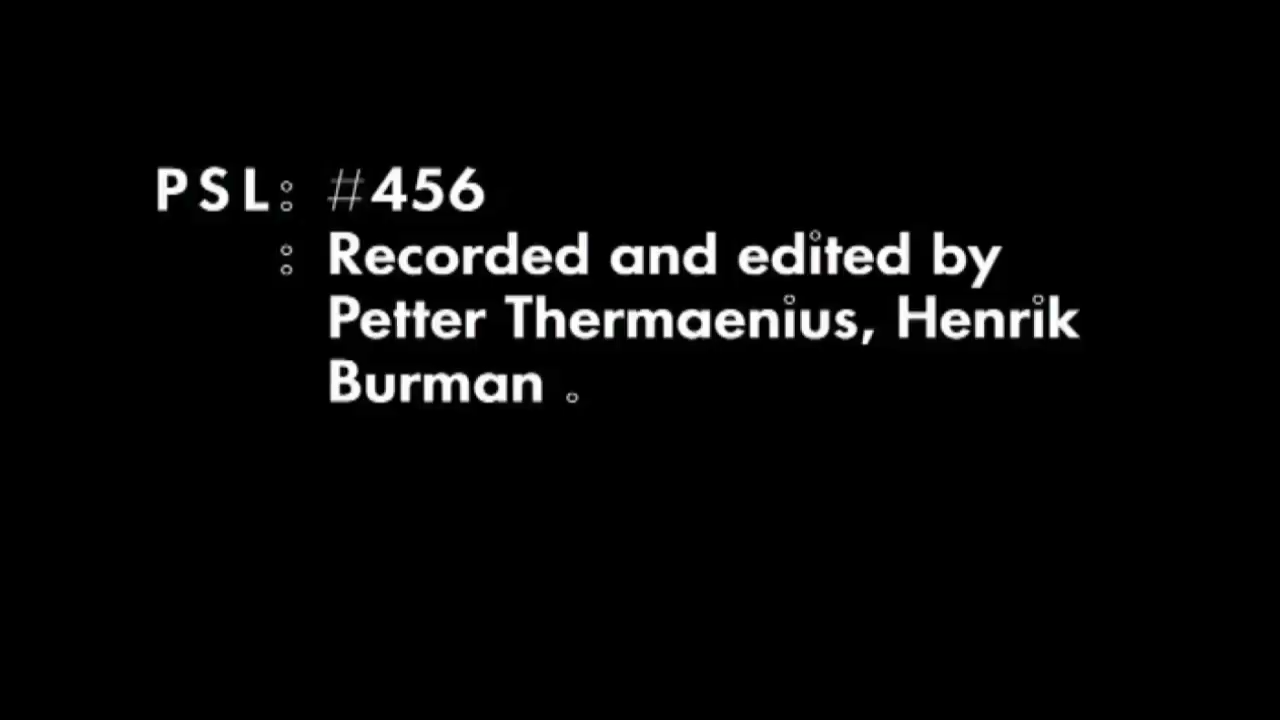 PSL: #456
: Recorded and edited by
Petter Thermaenius, Henrik
Burman .